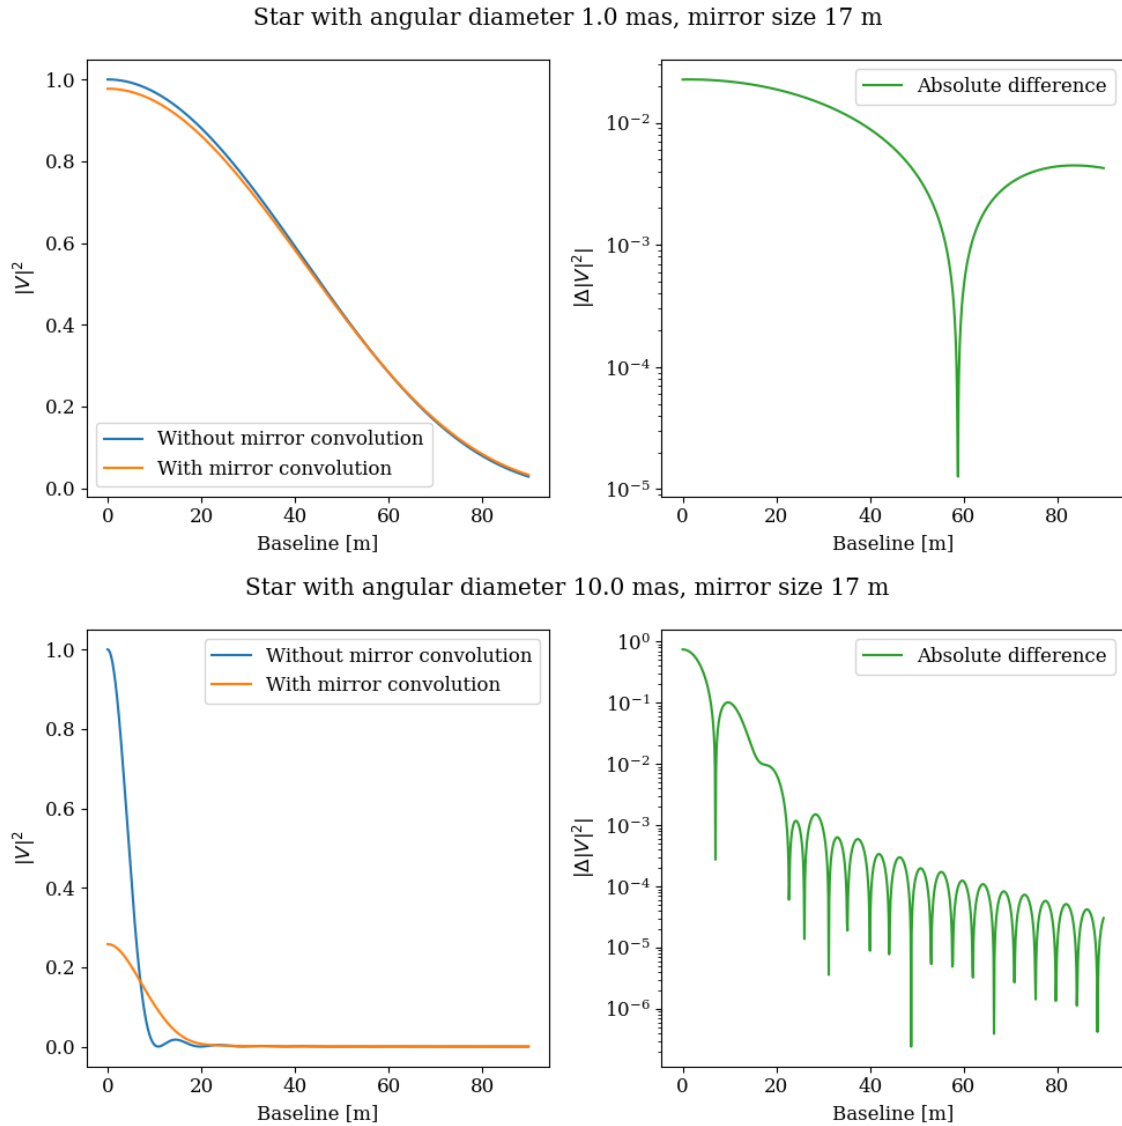 Star with angular diameter 1.0 mas, mirror size 17 m
|V|²
1.0
0.8
0.6
0.4
0.2
0.0
Without mirror convolution
With mirror convolution
0 20 40 60 80
Baseline [m]
|Δ|V|²|
10⁻²
10⁻³
10⁻⁴
10⁻⁵
Absolute difference
0 20 40 60 80
Baseline [m]
Star with angular diameter 10.0 mas, mirror size 17 m
|V|²
1.0
0.8
0.6
0.4
0.2
0.0
Without mirror convolution
With mirror convolution
0 20 40 60 80
Baseline [m]
|Δ|V|²|
10⁰
10⁻¹
10⁻²
10⁻³
10⁻⁴
10⁻⁵
10⁻⁶
Absolute difference
0 20 40 60 80
Baseline [m]